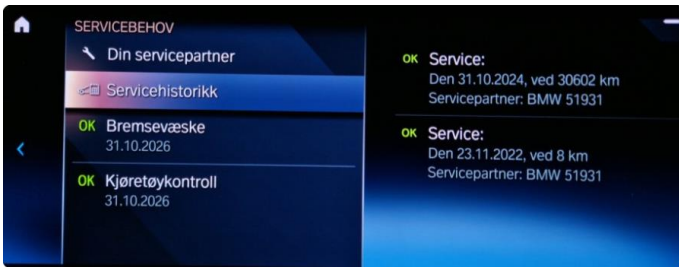 SERVICEBEHOV
Din servicepartner
Servicehistorikk
OK Bremsevæske
31.10.2026
OK Kjøretøykontroll
31.10.2026
OK Service:
Den 31.10.2024, ved 30602 km
Servicepartner: BMW 51931
OK Service:
Den 23.11.2022, ved 8 km
Servicepartner: BMW 51931